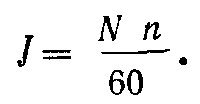 J = N n / 60 .